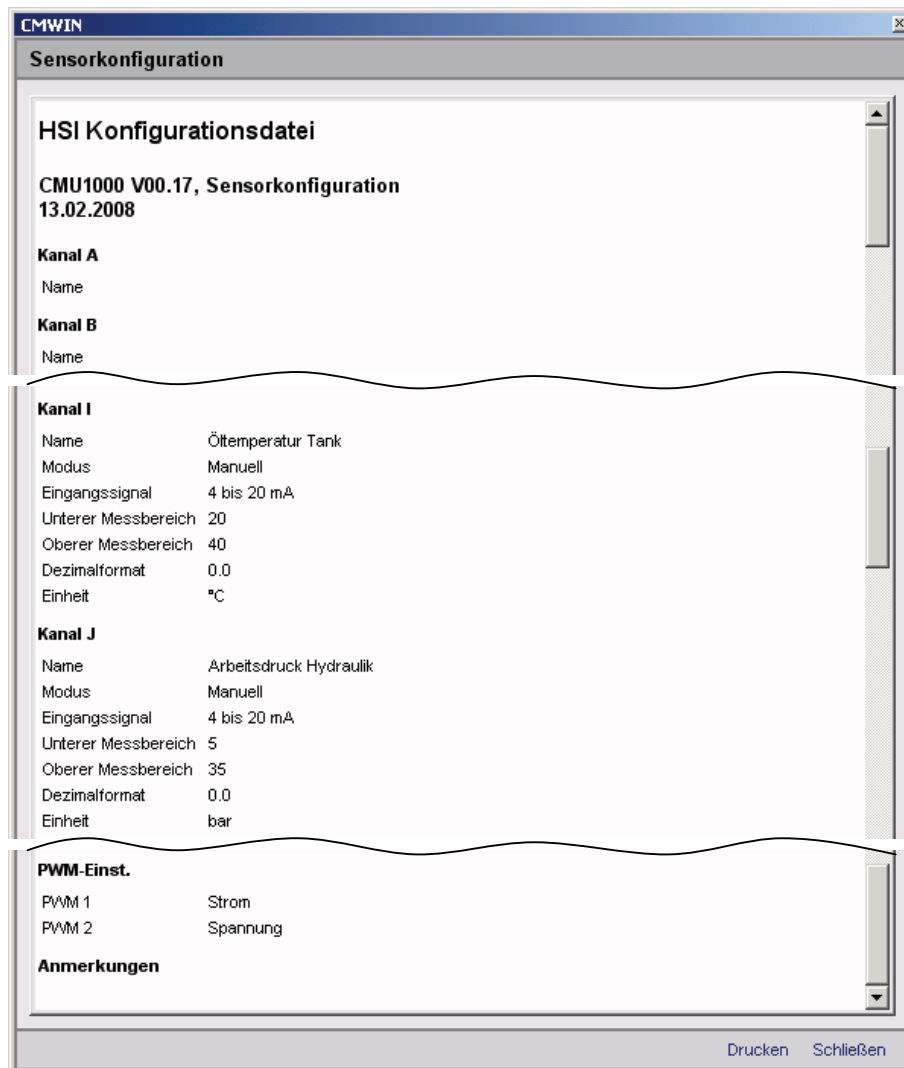 CMWIN
Sensorkonfiguration
HSI Konfigurationsdatei
CMU1000 V00.17, Sensorkonfiguration
13.02.2008
Kanal A
Name
Kanal B
Name
Kanal I
Name Öltemperatur Tank
Modus Manuell
Eingangssignal 4 bis 20 mA
Unterer Messbereich 20
Oberer Messbereich 40
Dezimalformat 0.0
Einheit °C
Kanal J
Name Arbeitsdruck Hydraulik
Modus Manuell
Eingangssignal 4 bis 20 mA
Unterer Messbereich 5
Oberer Messbereich 35
Dezimalformat 0.0
Einheit bar
PWM-Einst.
PWM 1 Strom
PWM 2 Spannung
Anmerkungen
Drucken Schließen